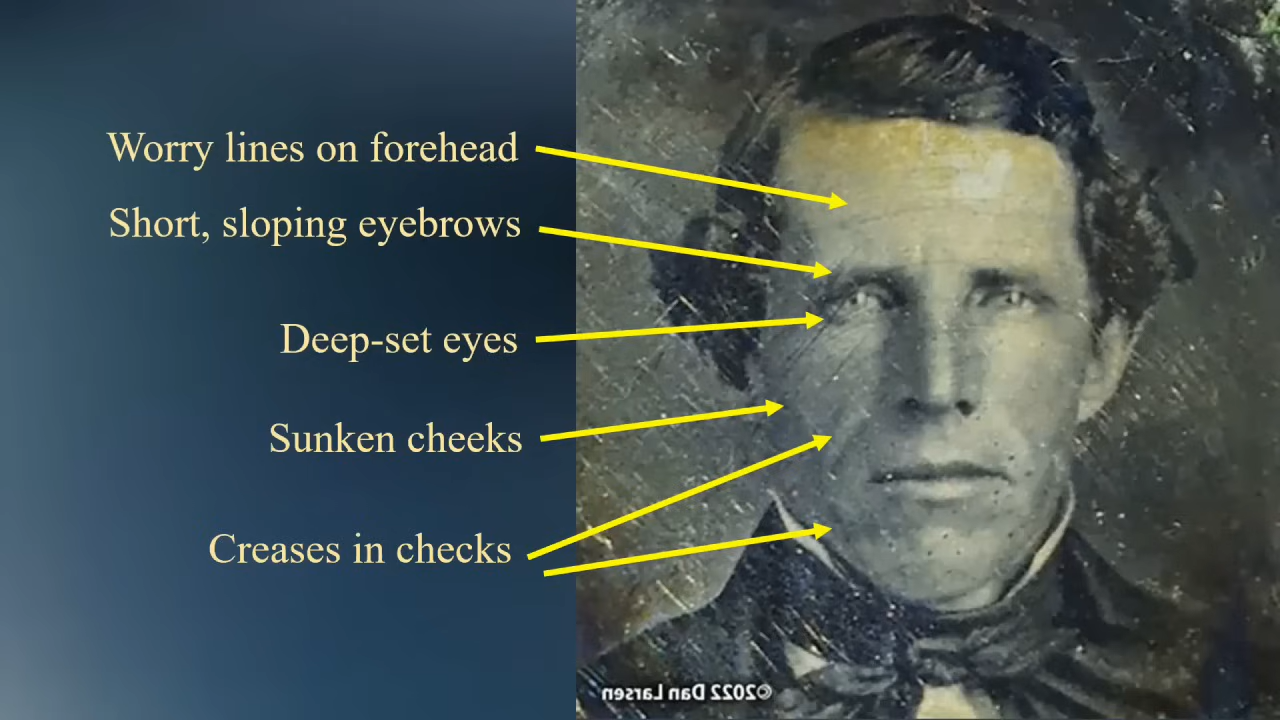 Worry lines on forehead
Short, sloping eyebrows
Deep-set eyes
Sunken cheeks
Creases in checks
©2022 Dan Larsen